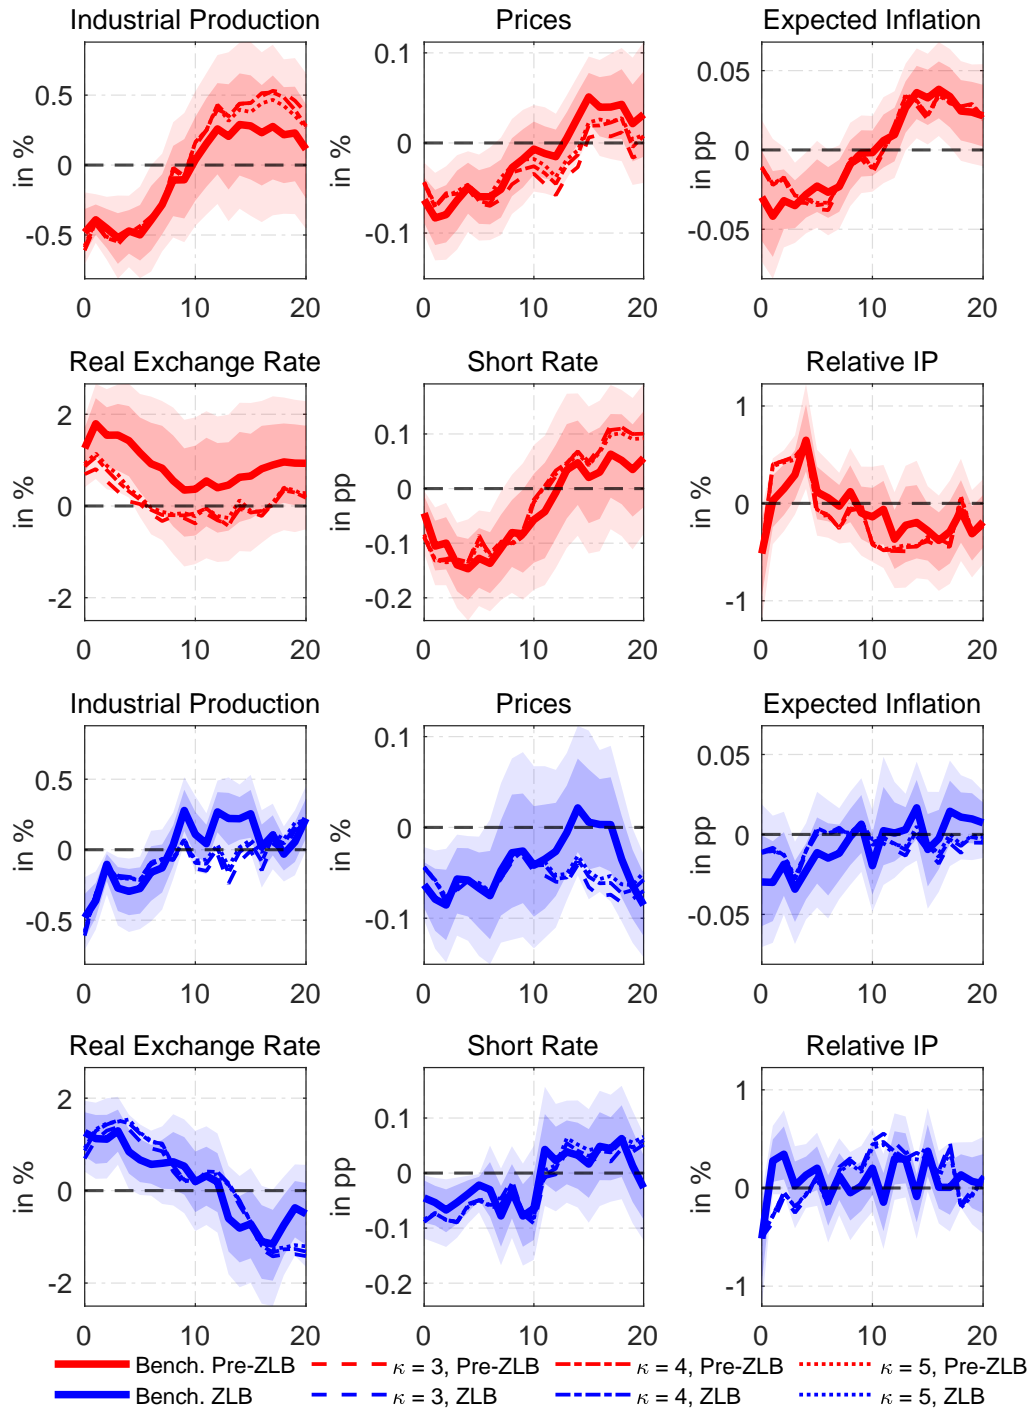 Industrial Production Prices Expected Inflation
in % 0.5 0 -0.5 in % 0.1 0 -0.1 in pp 0.05 0 -0.05
0 10 20 0 10 20 0 10 20
Real Exchange Rate Short Rate Relative IP
in % 2 0 -2 in pp 0.1 0 -0.1 -0.2 in % 1 0 -1
0 10 20 0 10 20 0 10 20
Industrial Production Prices Expected Inflation
in % 0.5 0 -0.5 in % 0.1 0 -0.1 in pp 0.05 0 -0.05
0 10 20 0 10 20 0 10 20
Real Exchange Rate Short Rate Relative IP
in % 2 0 -2 in pp 0.1 0 -0.1 -0.2 in % 1 0 -1
0 10 20 0 10 20 0 10 20
Bench. Pre-ZLB κ = 3, Pre-ZLB κ = 4, Pre-ZLB κ = 5, Pre-ZLB
Bench. ZLB κ = 3, ZLB κ = 4, ZLB κ = 5, ZLB